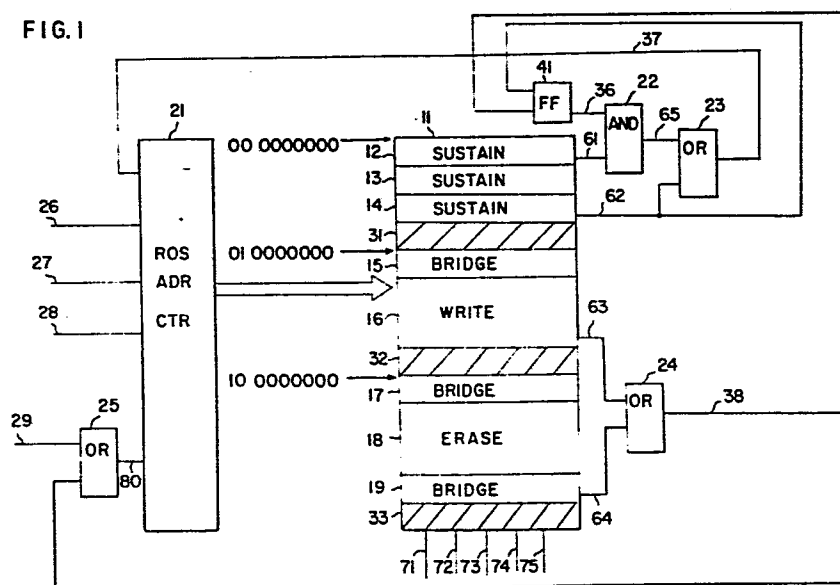 FIG.1
37
41
22
FF
36
AND
65
23
OR
21
11
00 0000000
12
SUSTAIN
61
13
SUSTAIN
14
SUSTAIN
62
26
31
ROS
ADR
CTR
01 0000000
15
BRIDGE
27
28
16
WRITE
63
32
10 0000000
17
BRIDGE
24
OR
38
29
25
OR
80
18
ERASE
19
BRIDGE
64
33
71
72
73
74
75